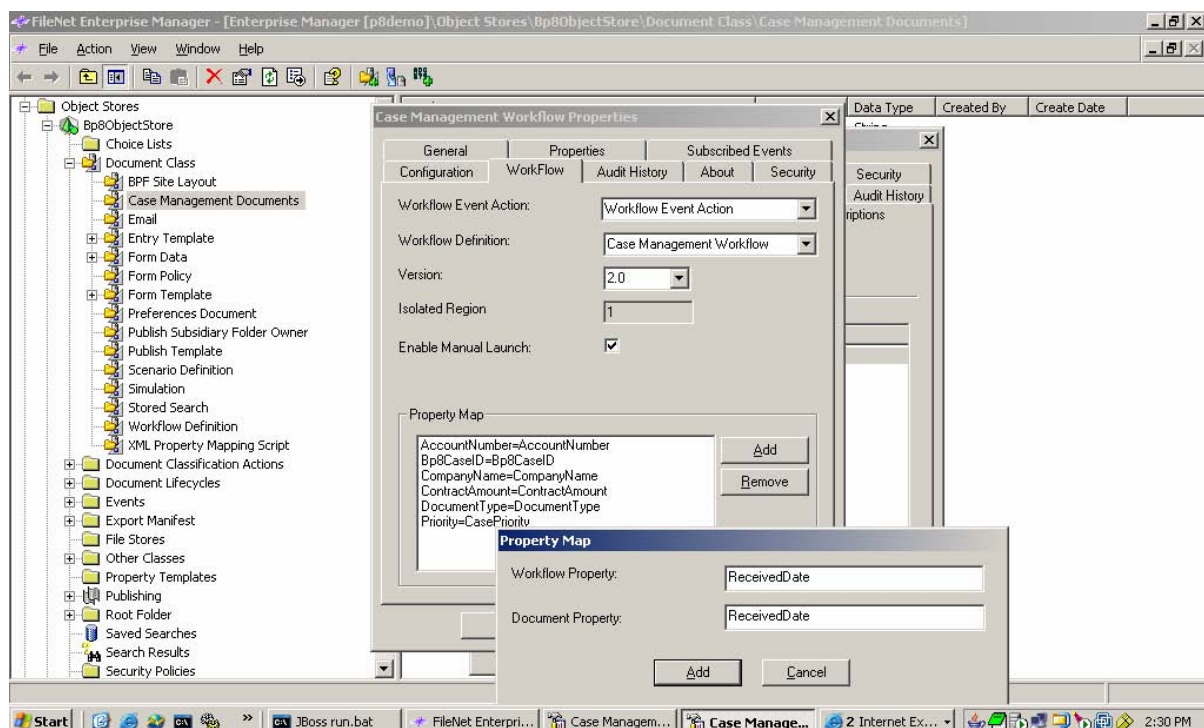 FileNet Enterprise Manager - [Enterprise Manager [p8demo]\Object Stores\Bp8ObjectStore\Document Class\Case Management Documents]
File Action View Window Help
Object Stores
Bp8ObjectStore
Choice Lists
Document Class
BPF Site Layout
Case Management Documents
Email
Entry Template
Form Data
Form Policy
Form Template
Preferences Document
Publish Subsidiary Folder Owner
Publish Template
Scenario Definition
Simulation
Stored Search
Workflow Definition
XML Property Mapping Script
Document Classification Actions
Document Lifecycles
Events
Export Manifest
File Stores
Other Classes
Property Templates
Publishing
Root Folder
Saved Searches
Search Results
Security Policies
Data Type Created By Create Date
Security
Audit History
riptions
Case Management Workflow Properties
General Properties Subscribed Events
Configuration WorkFlow Audit History About Security
Workflow Event Action: Workflow Event Action
Workflow Definition: Case Management Workflow
Version: 2.0
Isolated Region 1
Enable Manual Launch:
Property Map
AccountNumber=AccountNumber
Bp8CaseID=Bp8CaseID
CompanyName=CompanyName
ContractAmount=ContractAmount
DocumentType=DocumentType
Priority=CasePriority
Add
Remove
Property Map
Workflow Property: ReceivedDate
Document Property: ReceivedDate
Add Cancel
Start » JBoss run.bat FileNet Enterpri... Case Managem... Case Manage... 2 Internet Ex... 2:30 PM